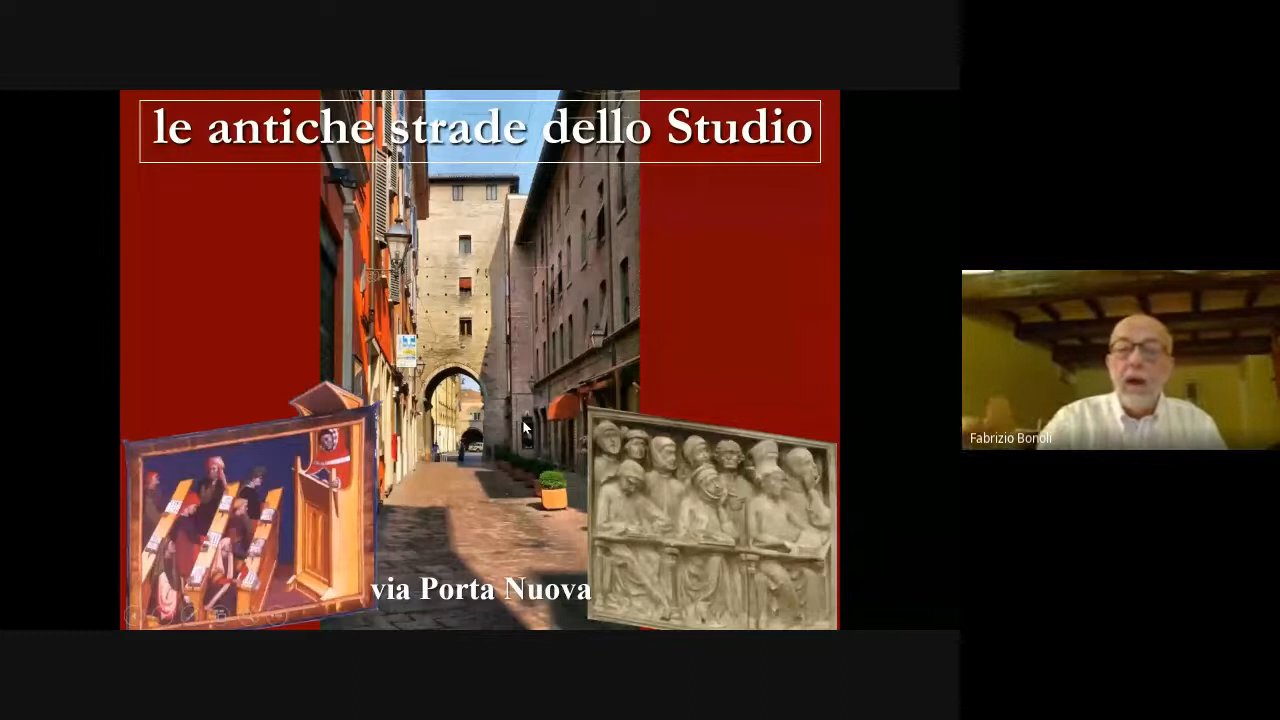 le antiche strade dello Studio
via Porta Nuova
Fabrizio Bonoli